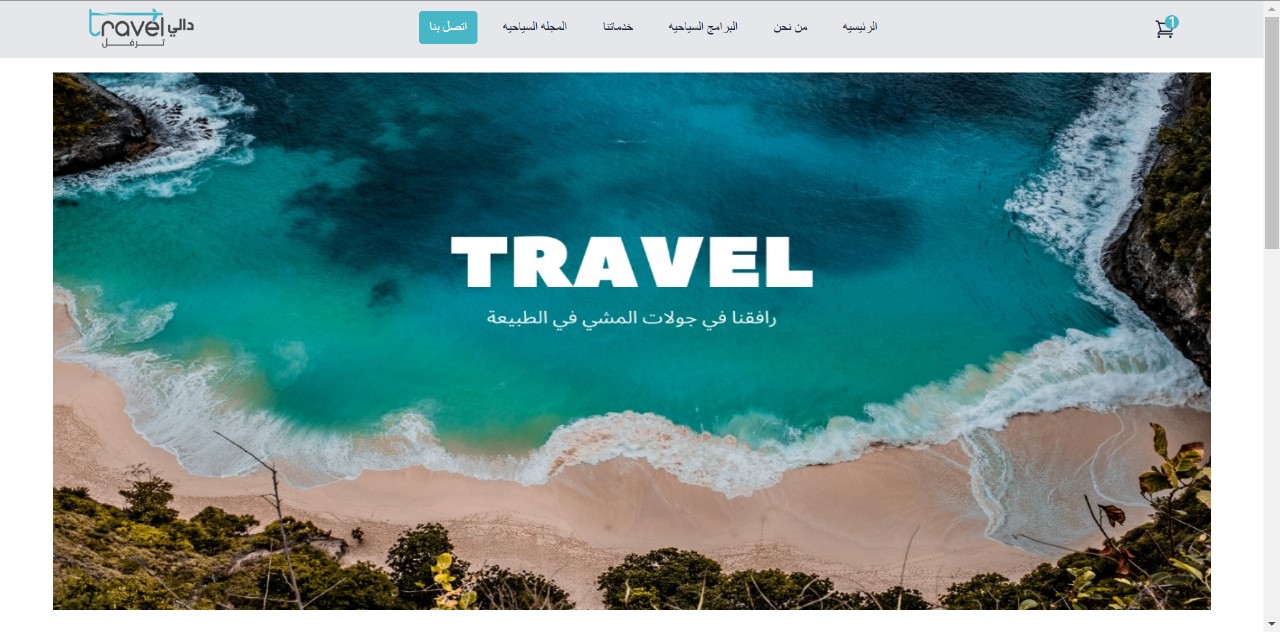 1
الرئيسيه
من نحن
البرامج السياحيه
خدماتنا
المجله السياحيه
اتصل بنا
travel دالي
تــرفــل
TRAVEL
رافقنا في جولات المشي في الطبيعة